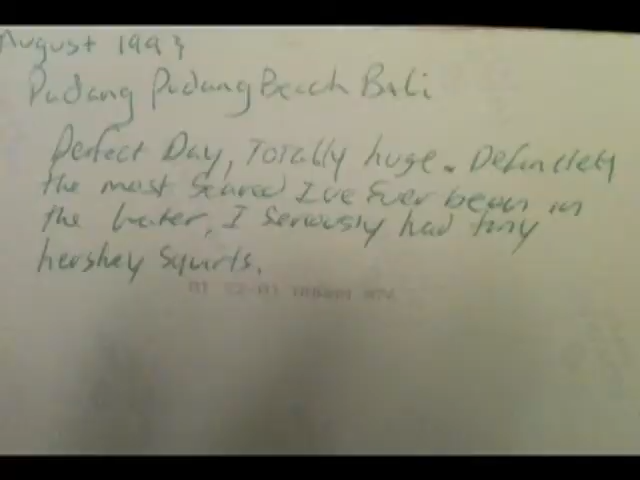 August 1993
Padang Padang Beach Bali
Perfect Day, Totally huge. Definitely
the most scared I've Ever been in
the water, I seriously had tiny
hershey squirts.